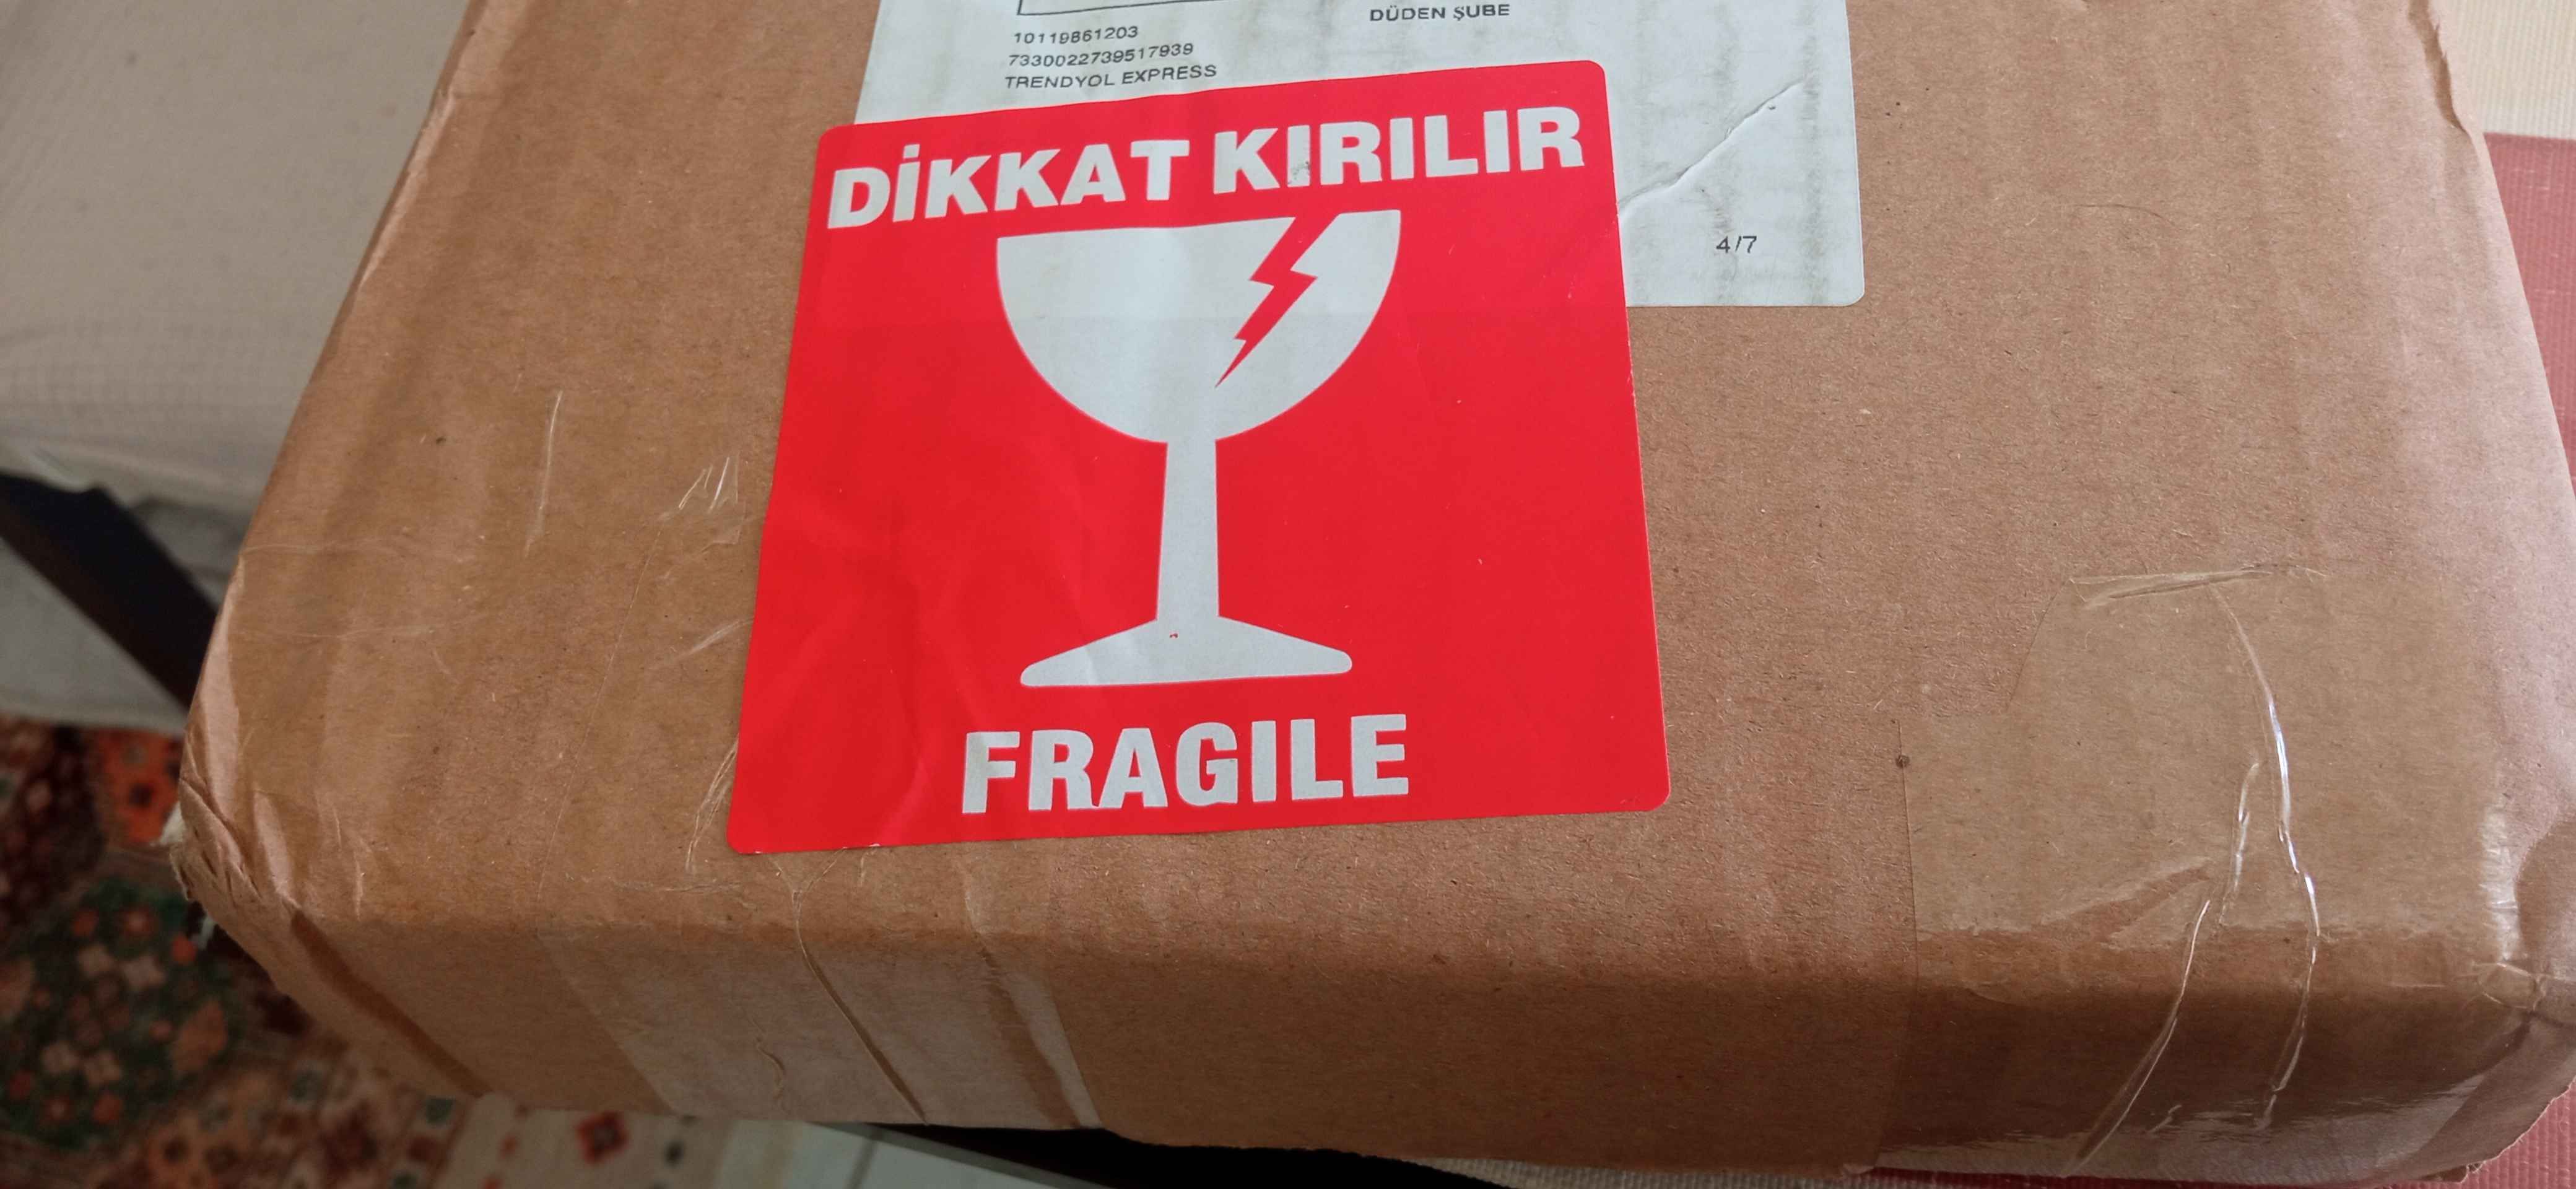 DÜDEN ŞUBE
10119861203
7330022739517939
TRENDYOL EXPRESS
DİKKAT KIRILIR
4/7
FRAGILE